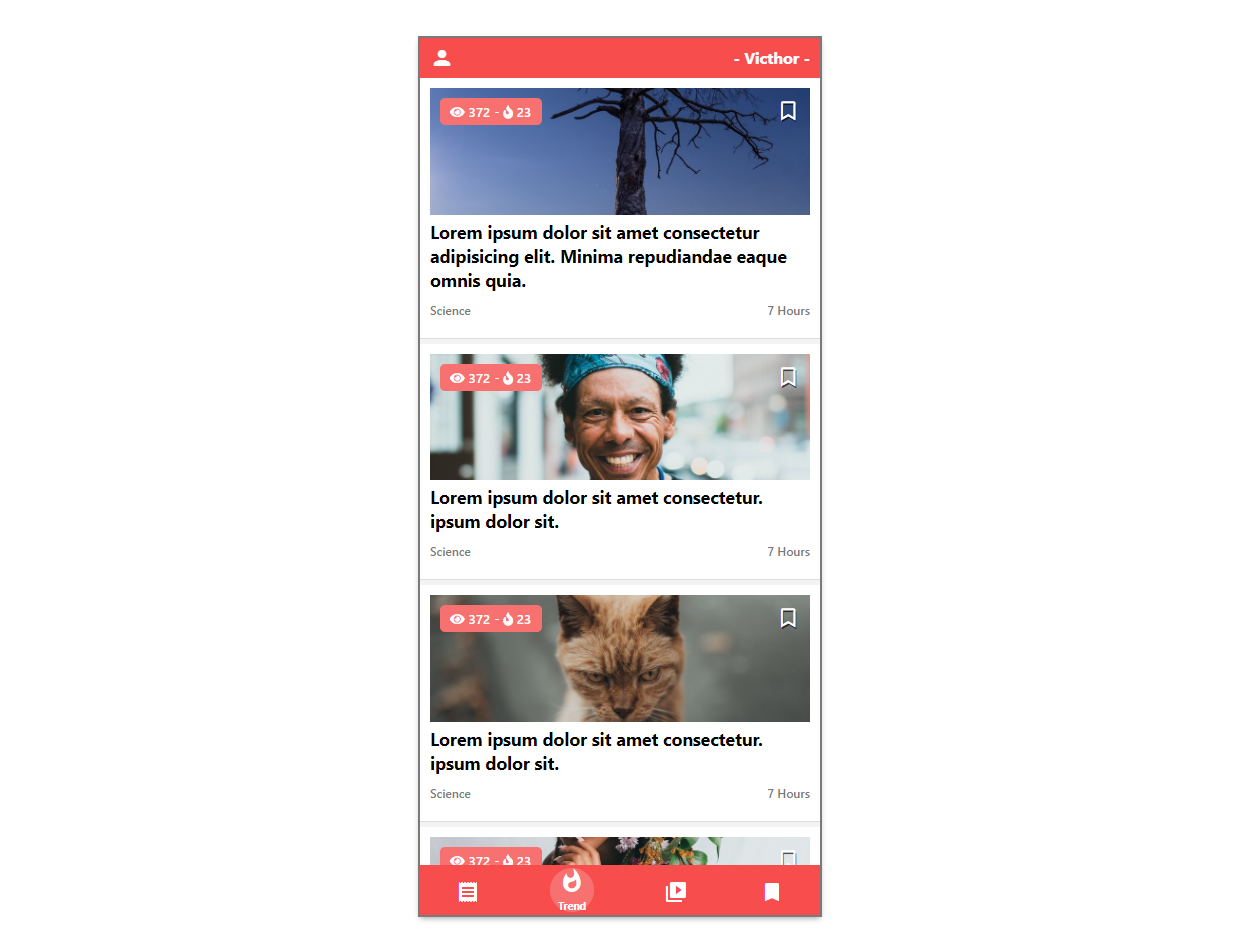 - Victhor -
372 - 23
Lorem ipsum dolor sit amet consectetur
adipisicing elit. Minima repudiandae eaque
omnis quia.
Science 7 Hours
372 - 23
Lorem ipsum dolor sit amet consectetur.
ipsum dolor sit.
Science 7 Hours
372 - 23
Lorem ipsum dolor sit amet consectetur.
ipsum dolor sit.
Science 7 Hours
372 - 23
Trend